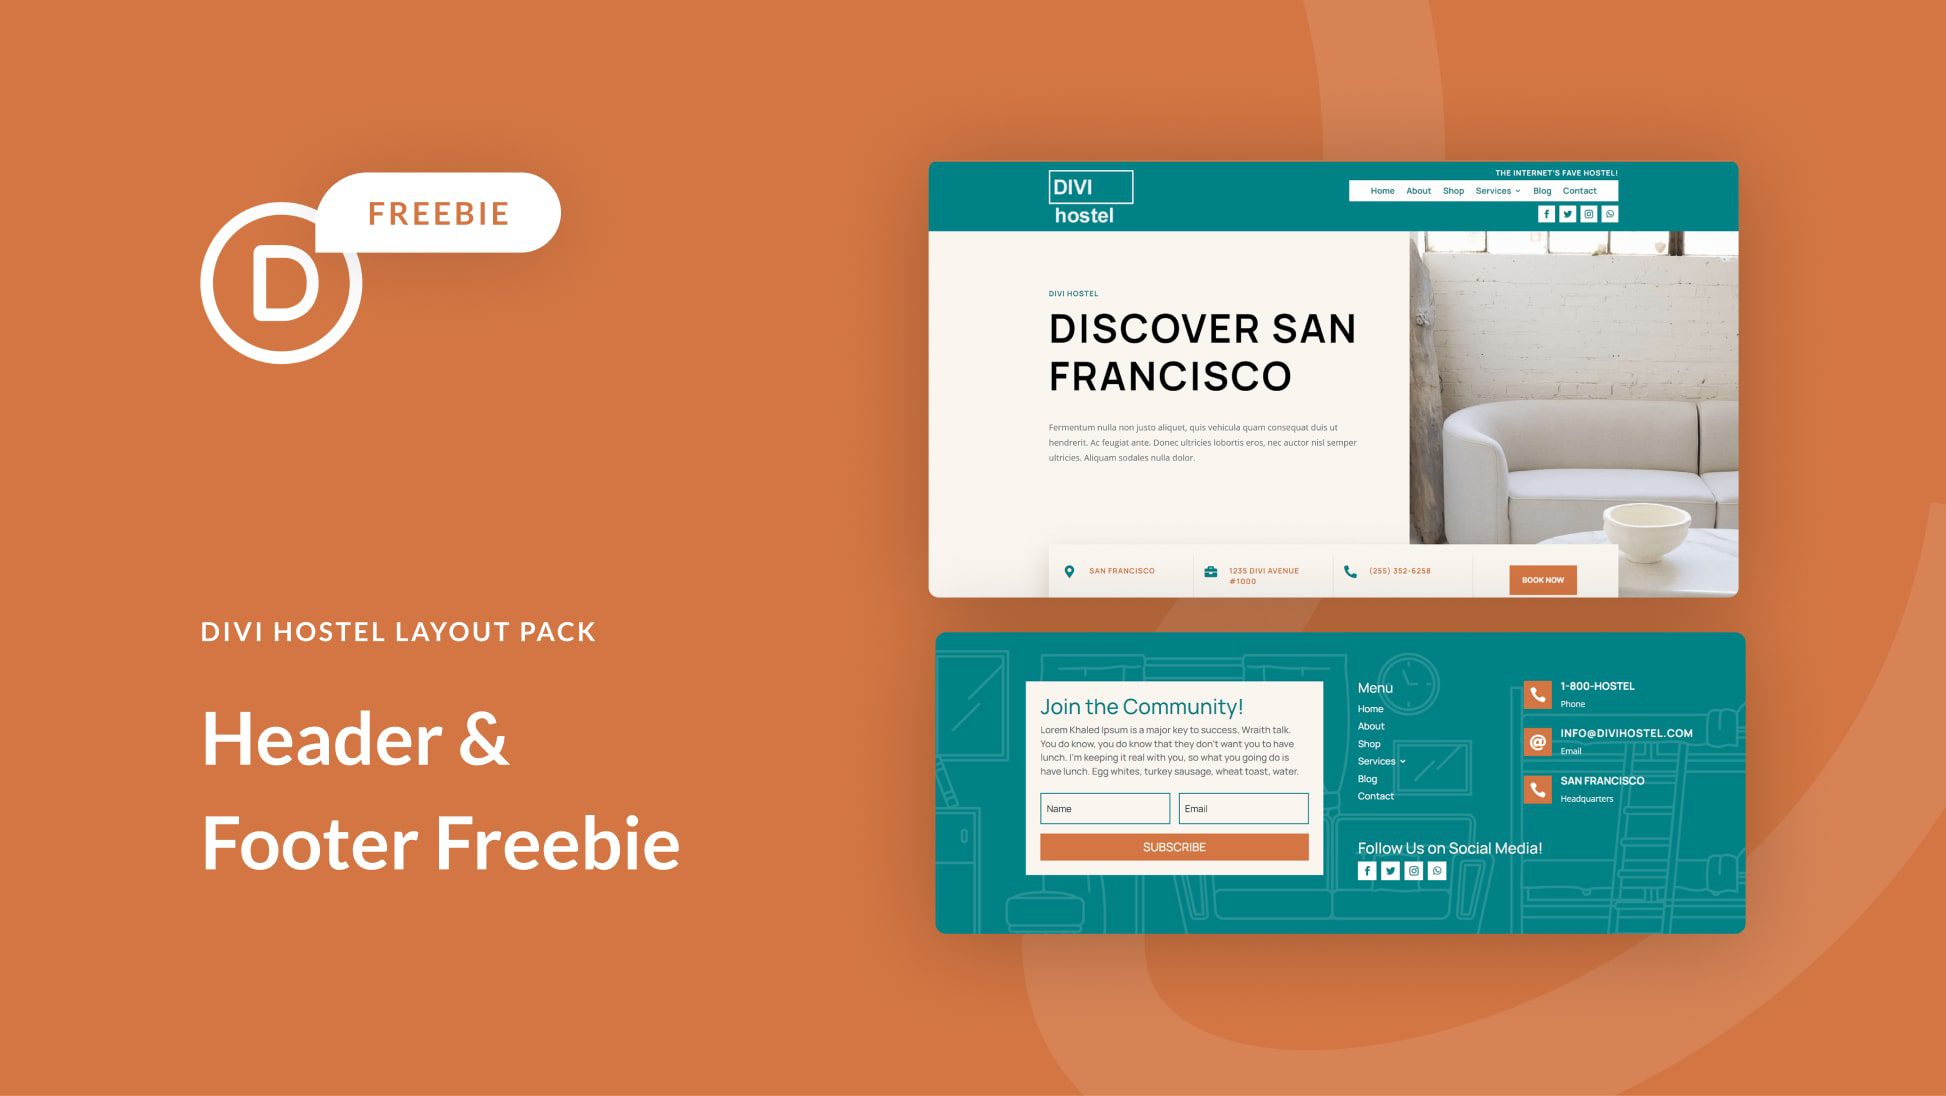 FREEBIE
D
DIVI HOSTEL LAYOUT PACK
Header &
Footer Freebie
DIVI
hostel
THE INTERNET'S FAVE HOSTEL!
Home About Shop Services Blog Contact
DIVI HOSTEL
DISCOVER SAN
FRANCISCO
Fermentum nulla non justo aliquet, quis vehicula quam consequat duis ut
hendrerit. Ac feugiat ante. Donec ultricies lobortis eros, nec auctor nisl semper
ultricies. Aliquam sodales nulla dolor.
SAN FRANCISCO
1235 DIVI AVENUE
#1000
(255) 352-6258
BOOK NOW
Join the Community!
Lorem Khaled Ipsum is a major key to success. Wraith talk.
You do know, you do know that they don't want you to have
lunch. I'm keeping it real with you, so what you going do is
have lunch. Egg whites, turkey sausage, wheat toast, water.
Name
Email
SUBSCRIBE
Menu
Home
About
Shop
Services
Blog
Contact
Follow Us on Social Media!
1-800-HOSTEL
Phone
INFO@DIVIHOSTEL.COM
Email
SAN FRANCISCO
Headquarters